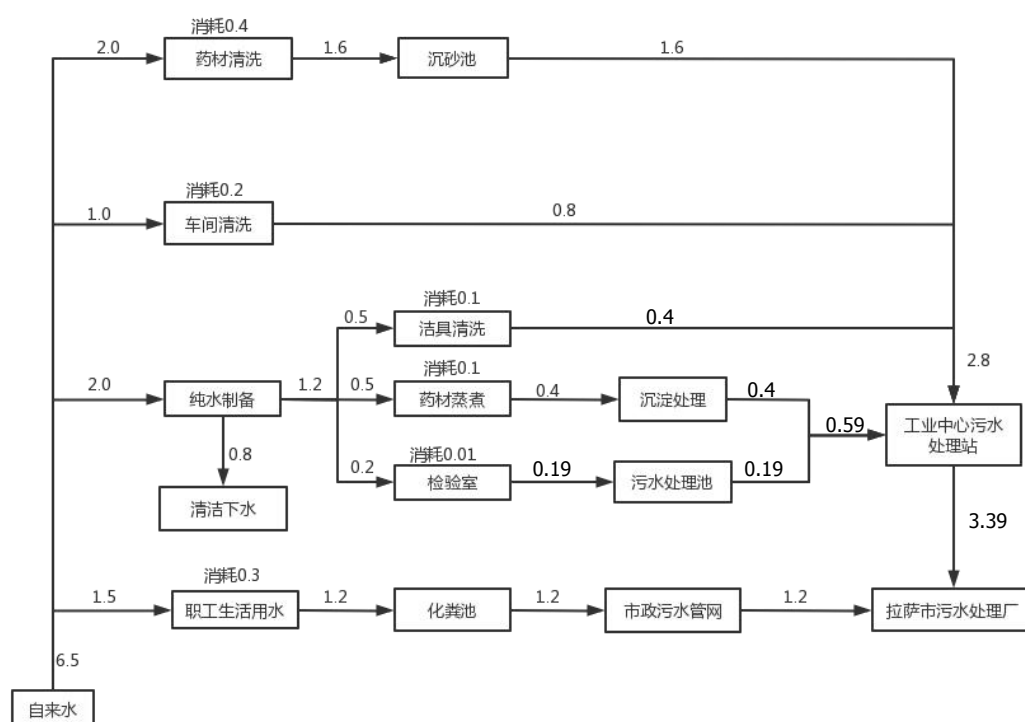 消耗0.4
2.0
药材清洗
1.6
沉砂池
1.6
消耗0.2
1.0
车间清洗
0.8
消耗0.1
0.5
洁具清洗
0.4
2.8
消耗0.1
2.0
纯水制备
1.2
0.5
药材蒸煮
0.4
沉淀处理
0.4
0.59
工业中心污水
处理站
0.8
消耗0.01
0.2
检验室
0.19
污水处理池
0.19
清洁下水
3.39
消耗0.3
1.5
职工生活用水
1.2
化粪池
1.2
市政污水管网
1.2
拉萨市污水处理厂
6.5
自来水